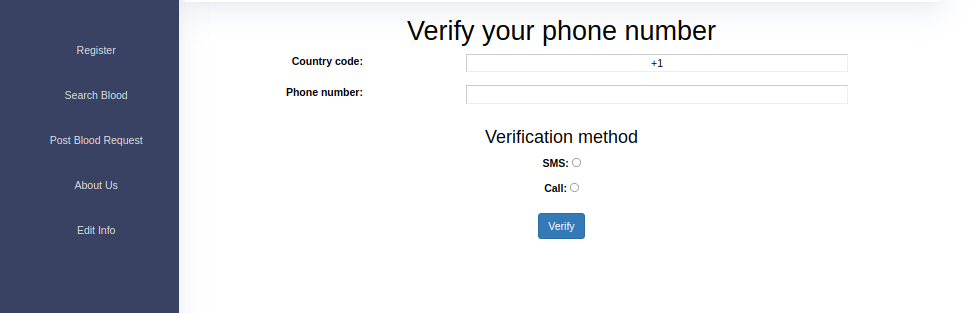 Register
Search Blood
Post Blood Request
About Us
Edit Info
Verify your phone number
Country code:
+1
Phone number:
Verification method
SMS:
Call:
Verify